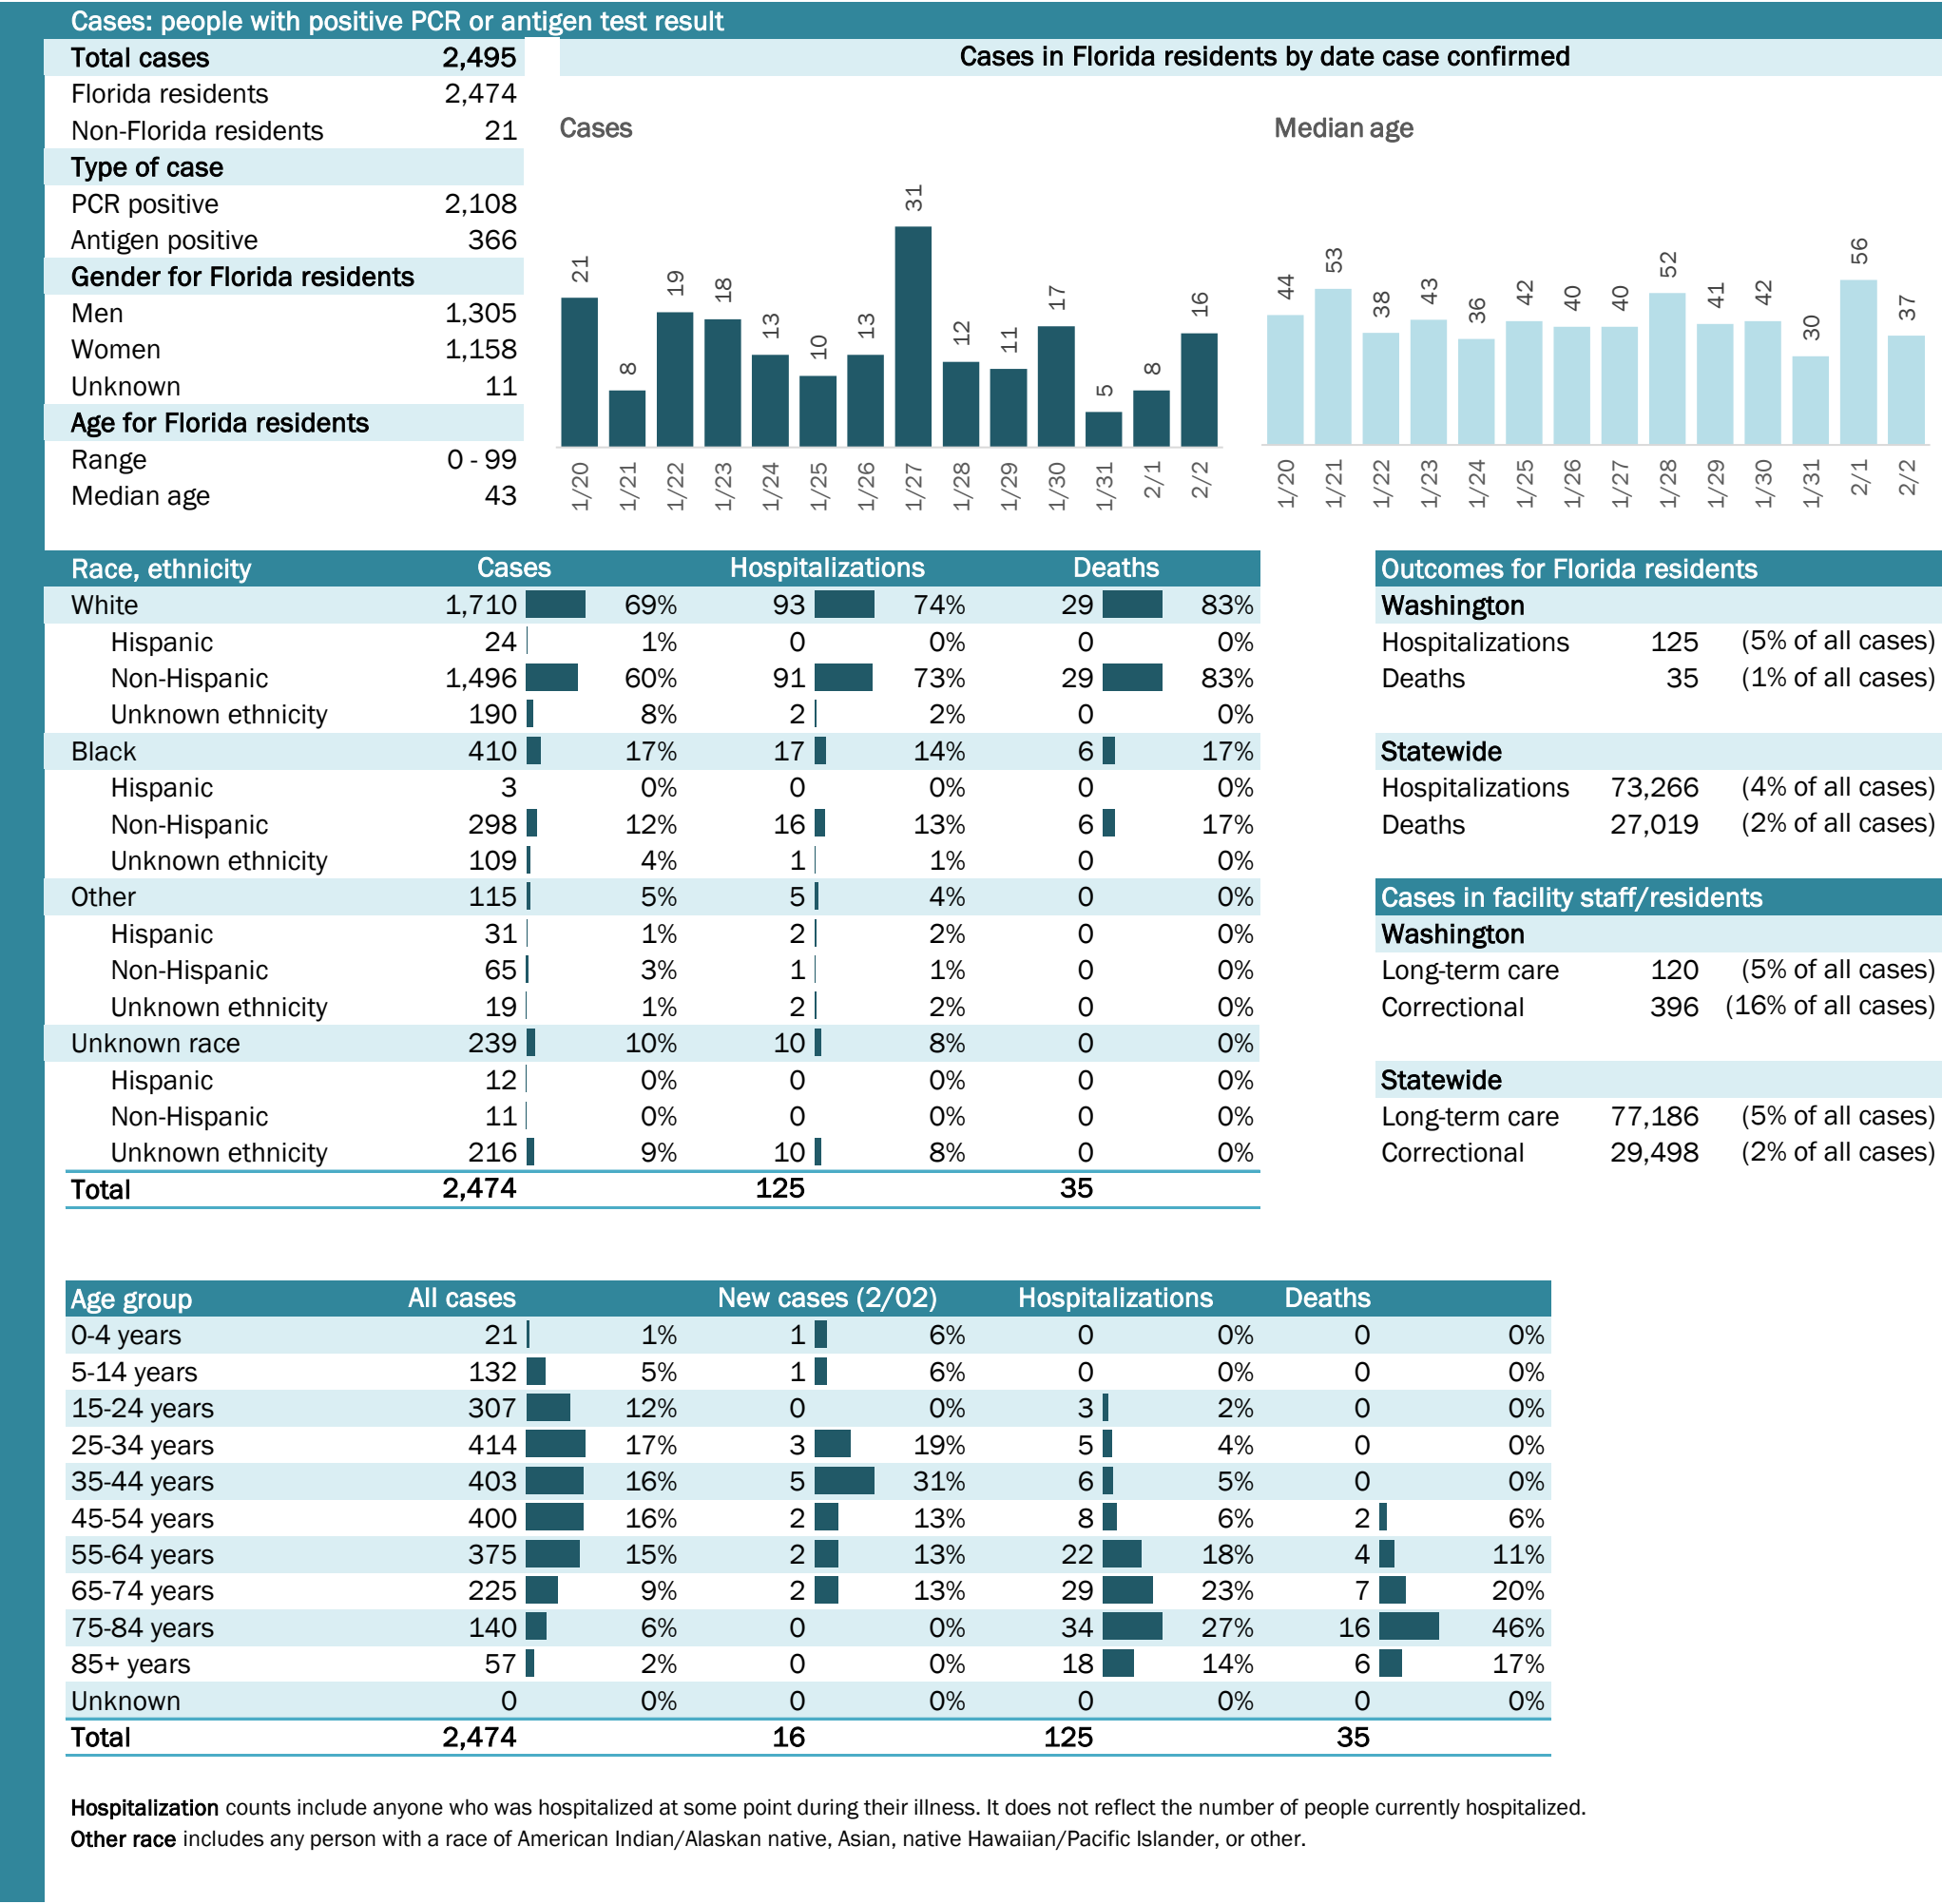 Cases: people with positive PCR or antigen test result
Total cases 2,495
Florida residents 2,474
Non-Florida residents 21
Type of case
PCR positive 2,108
Antigen positive 366
Gender for Florida residents
Men 1,305
Women 1,158
Unknown 11
Age for Florida residents
Range 0 - 99
Median age 43
Cases in Florida residents by date case confirmed
Cases
21 8 19 18 13 10 13 31 12 11 17 5 8 16
1/20 1/21 1/22 1/23 1/24 1/25 1/26 1/27 1/28 1/29 1/30 1/31 2/1 2/2
Median age
44 53 38 43 36 42 40 40 52 41 42 30 56 37
1/20 1/21 1/22 1/23 1/24 1/25 1/26 1/27 1/28 1/29 1/30 1/31 2/1 2/2
Race, ethnicity Cases Hospitalizations Deaths
White 1,710 69% 93 74% 29 83%
Hispanic 24 1% 0 0% 0 0%
Non-Hispanic 1,496 60% 91 73% 29 83%
Unknown ethnicity 190 8% 2 2% 0 0%
Black 410 17% 17 14% 6 17%
Hispanic 3 0% 0 0% 0 0%
Non-Hispanic 298 12% 16 13% 6 17%
Unknown ethnicity 109 4% 1 1% 0 0%
Other 115 5% 5 4% 0 0%
Hispanic 31 1% 2 2% 0 0%
Non-Hispanic 65 3% 1 1% 0 0%
Unknown ethnicity 19 1% 2 2% 0 0%
Unknown race 239 10% 10 8% 0 0%
Hispanic 12 0% 0 0% 0 0%
Non-Hispanic 11 0% 0 0% 0 0%
Unknown ethnicity 216 9% 10 8% 0 0%
Total 2,474 125 35
Outcomes for Florida residents
Washington
Hospitalizations 125 (5% of all cases)
Deaths 35 (1% of all cases)
Statewide
Hospitalizations 73,266 (4% of all cases)
Deaths 27,019 (2% of all cases)
Cases in facility staff/residents
Washington
Long-term care 120 (5% of all cases)
Correctional 396 (16% of all cases)
Statewide
Long-term care 77,186 (5% of all cases)
Correctional 29,498 (2% of all cases)
Age group All cases New cases (2/02) Hospitalizations Deaths
0-4 years 21 1% 1 6% 0 0% 0 0%
5-14 years 132 5% 1 6% 0 0% 0 0%
15-24 years 307 12% 0 0% 3 2% 0 0%
25-34 years 414 17% 3 19% 5 4% 0 0%
35-44 years 403 16% 5 31% 6 5% 0 0%
45-54 years 400 16% 2 13% 8 6% 2 6%
55-64 years 375 15% 2 13% 22 18% 4 11%
65-74 years 225 9% 2 13% 29 23% 7 20%
75-84 years 140 6% 0 0% 34 27% 16 46%
85+ years 57 2% 0 0% 18 14% 6 17%
Unknown 0 0% 0 0% 0 0% 0 0%
Total 2,474 16 125 35
Hospitalization counts include anyone who was hospitalized at some point during their illness. It does not reflect the number of people currently hospitalized.
Other race includes any person with a race of American Indian/Alaskan native, Asian, native Hawaiian/Pacific Islander, or other.